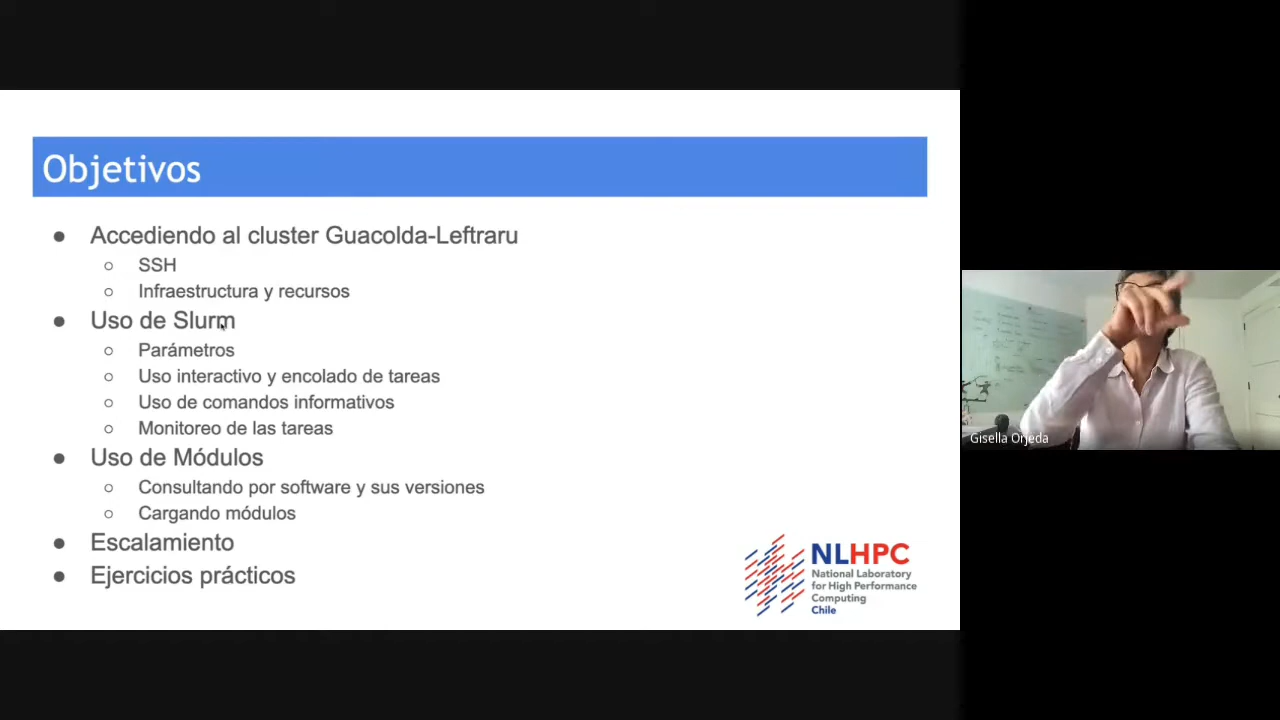 Objetivos
Accediendo al cluster Guacolda-Leftraru
SSH
Infraestructura y recursos
Uso de Slurm
Parámetros
Uso interactivo y encolado de tareas
Uso de comandos informativos
Monitoreo de las tareas
Uso de Módulos
Consultando por software y sus versiones
Cargando módulos
Escalamiento
Ejercicios prácticos
NLHPC
National Laboratory
for High Performance
Computing
Chile
Gisella Orjeda